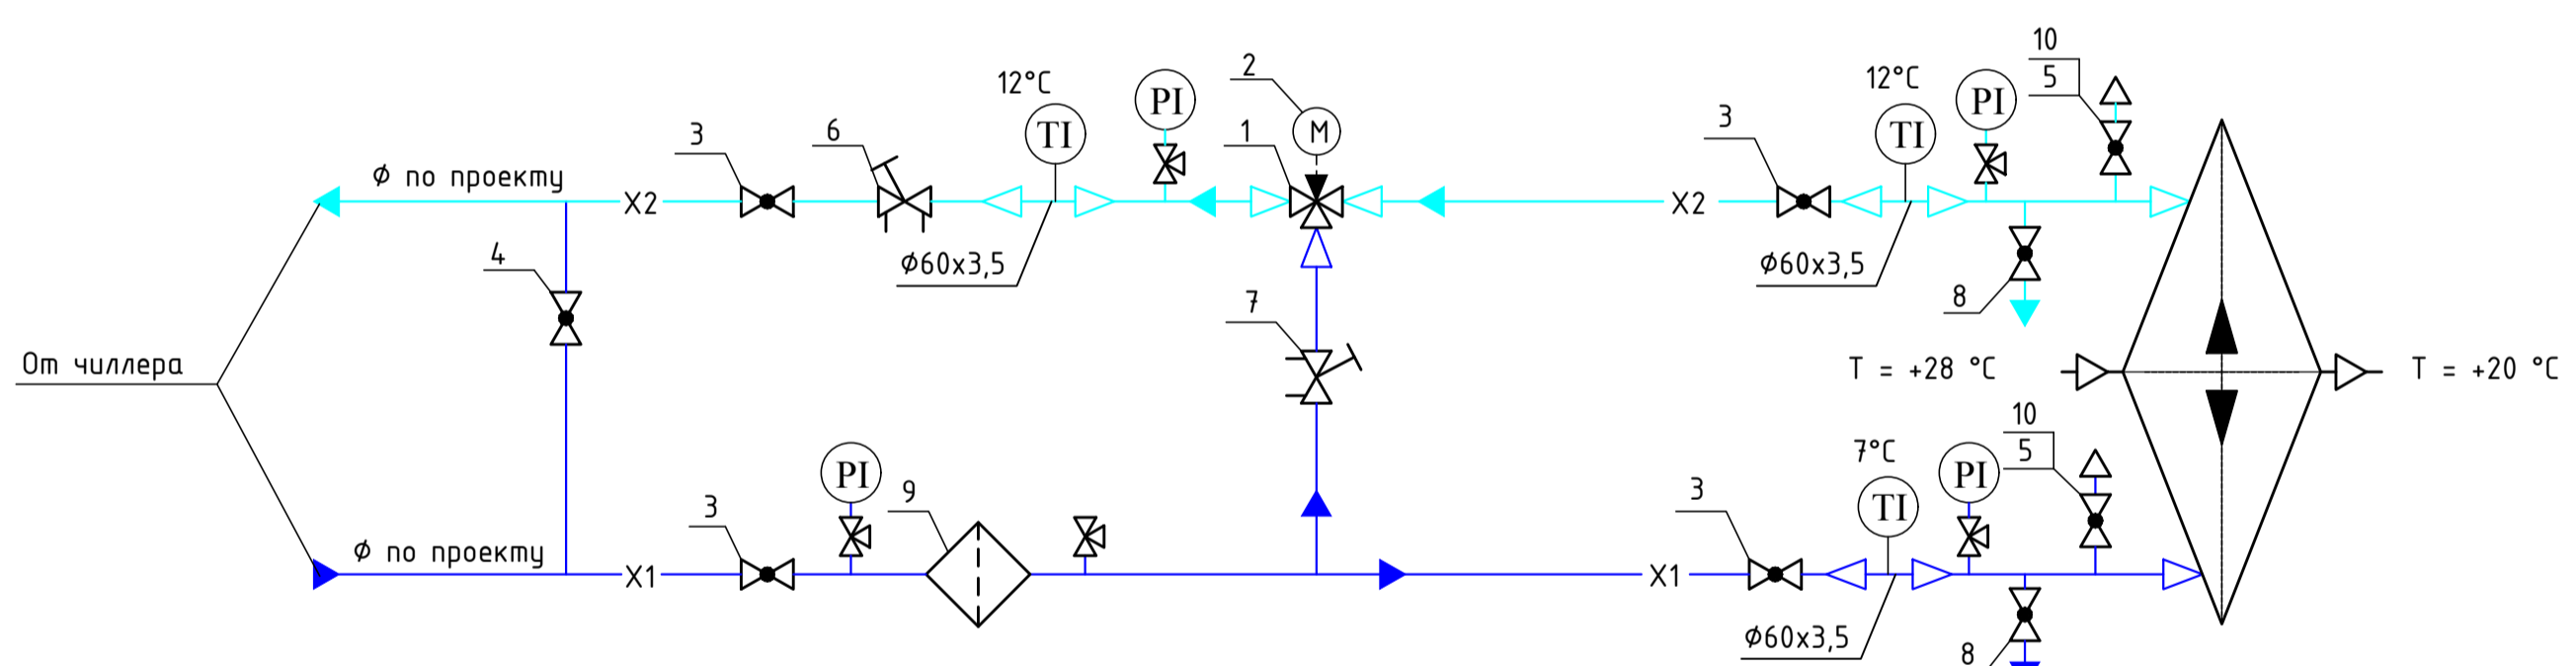 10
5
2
12°C
PI
12°C
PI
M
TI
TI
3
6
1
3
Ø по проекту
X2
X2
4
Ø60x3,5
Ø60x3,5
7
8
От чиллера
T = +28 °C
T = +20 °C
10
5
7°C
PI
PI
9
3
3
TI
Ø по проекту
X1
X1
Ø60x3,5
8